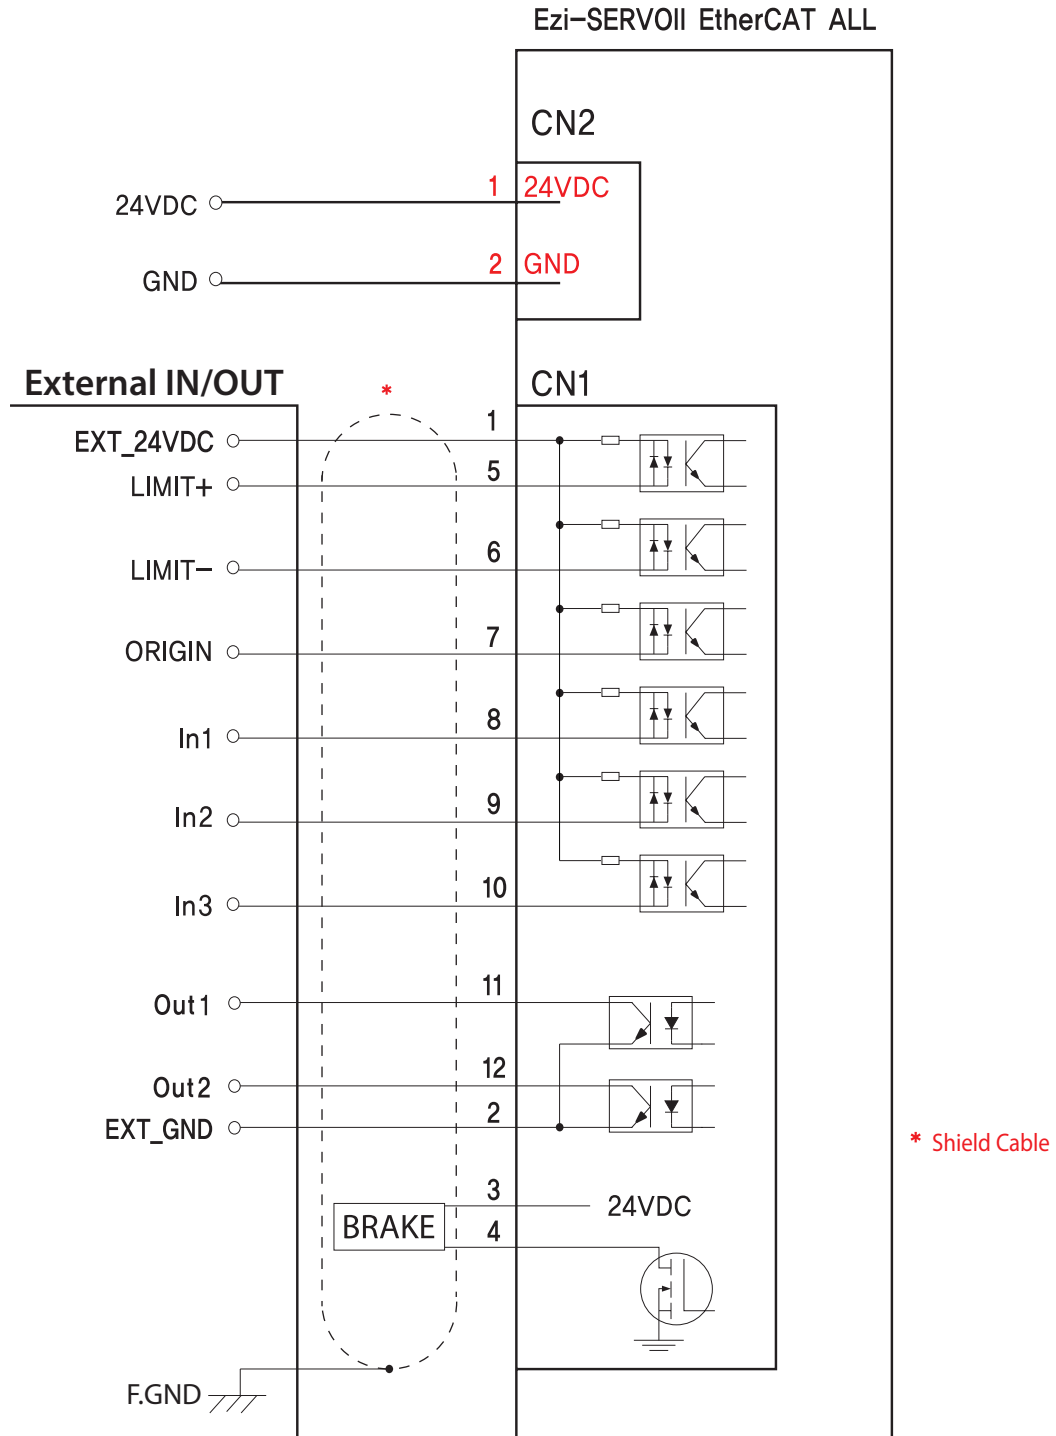 Ezi-SERVOII EtherCAT ALL
CN2
24VDC 1 24VDC
GND 2 GND
External IN/OUT * CN1
EXT_24VDC 1
LIMIT+ 5
LIMIT- 6
ORIGIN 7
In1 8
In2 9
In3 10
Out1 11
Out2 12
EXT_GND 2
* Shield Cable
3 24VDC
BRAKE 4
F.GND